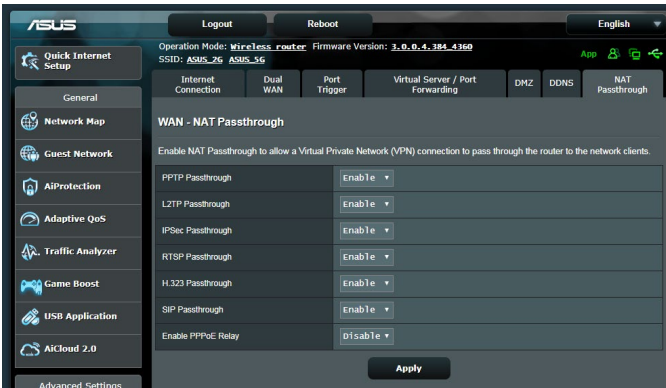 ASUS
Logout
Reboot
English
Quick Internet
Setup
Operation Mode: Wireless router Firmware Version: 3.0.0.4.384_4360
SSID: ASUS_2G ASUS_5G
App
Internet
Connection
Dual
WAN
Port
Trigger
Virtual Server / Port
Forwarding
DMZ
DDNS
NAT
Passthrough
General
Network Map
Guest Network
AiProtection
Adaptive QoS
Traffic Analyzer
Game Boost
USB Application
AiCloud 2.0
Advanced Settings
WAN - NAT Passthrough
Enable NAT Passthrough to allow a Virtual Private Network (VPN) connection to pass through the router to the network clients.
PPTP Passthrough Enable
L2TP Passthrough Enable
IPSec Passthrough Enable
RTSP Passthrough Enable
H.323 Passthrough Enable
SIP Passthrough Enable
Enable PPPoE Relay Disable
Apply